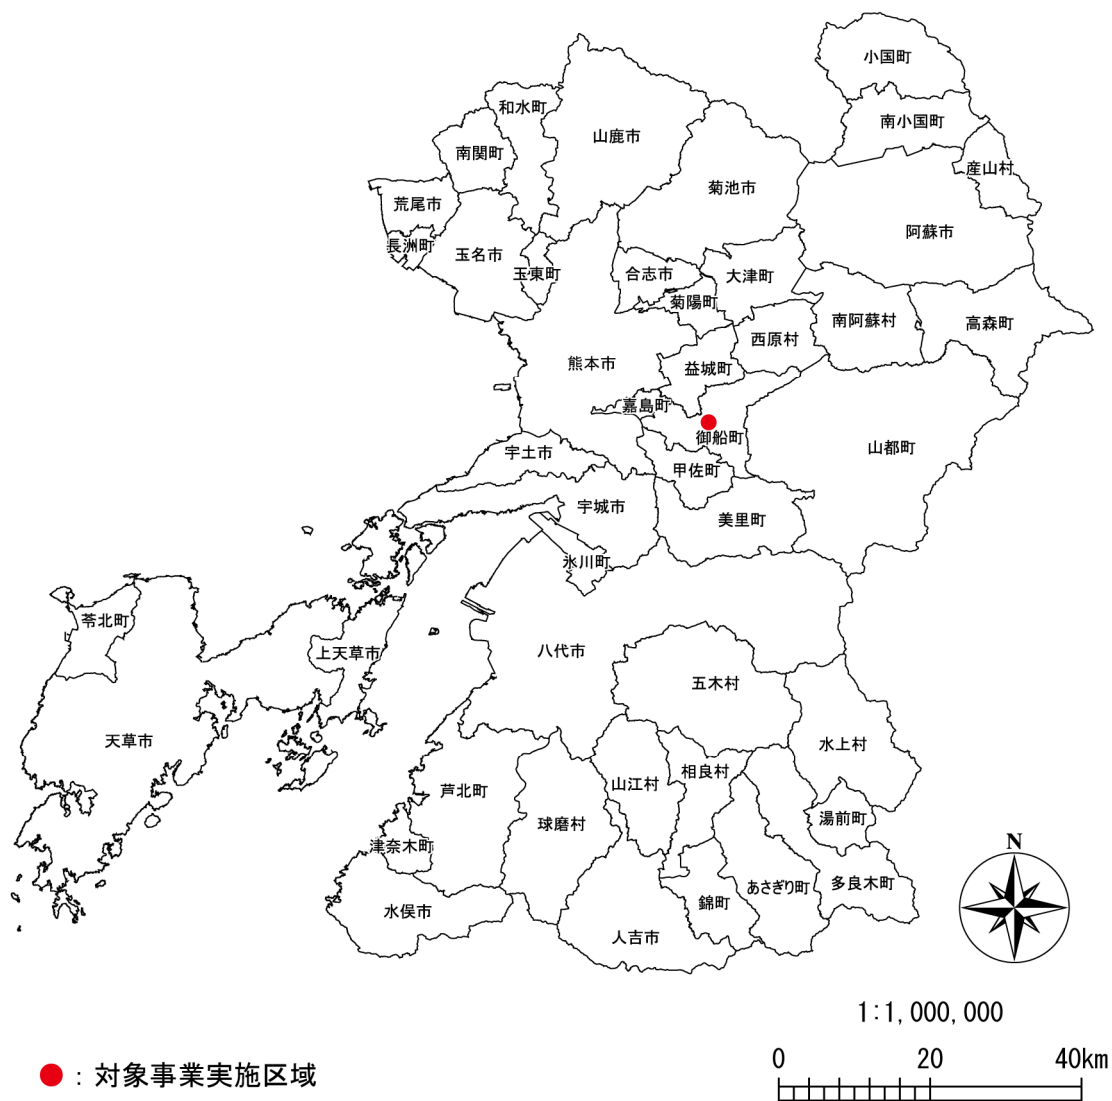 小国町
和水町
南小国町
山鹿市
南関町
産山村
菊池市
荒尾市
阿蘇市
長洲町
玉名市
玉東町
合志市
大津町
菊陽町
南阿蘇村
高森町
西原村
熊本市
益城町
嘉島町
御船町
山都町
宇土市
甲佐町
宇城市
美里町
氷川町
苓北町
上天草市
八代市
五木村
天草市
水上村
相良村
山江村
芦北町
湯前町
球磨村
津奈木町
あさぎり町
多良木町
錦町
水俣市
人吉市
N
1:1,000,000
0 20 40km
：対象事業実施区域